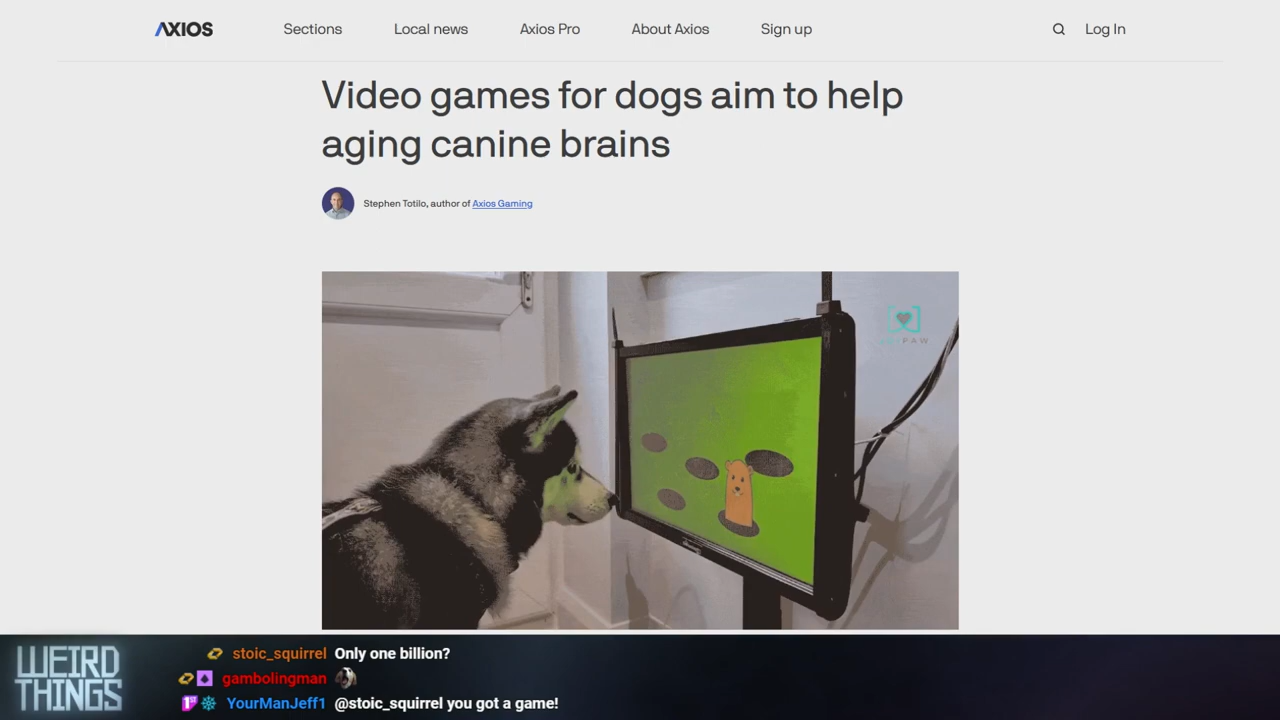 AXIOS Sections Local news Axios Pro About Axios Sign up Log In
Video games for dogs aim to help
aging canine brains
Stephen Totilo, author of Axios Gaming
PAW
WEIRD
THINGS
stoic_squirrel Only one billion?
gambolingman
YourManJeff1 @stoic_squirrel you got a game!